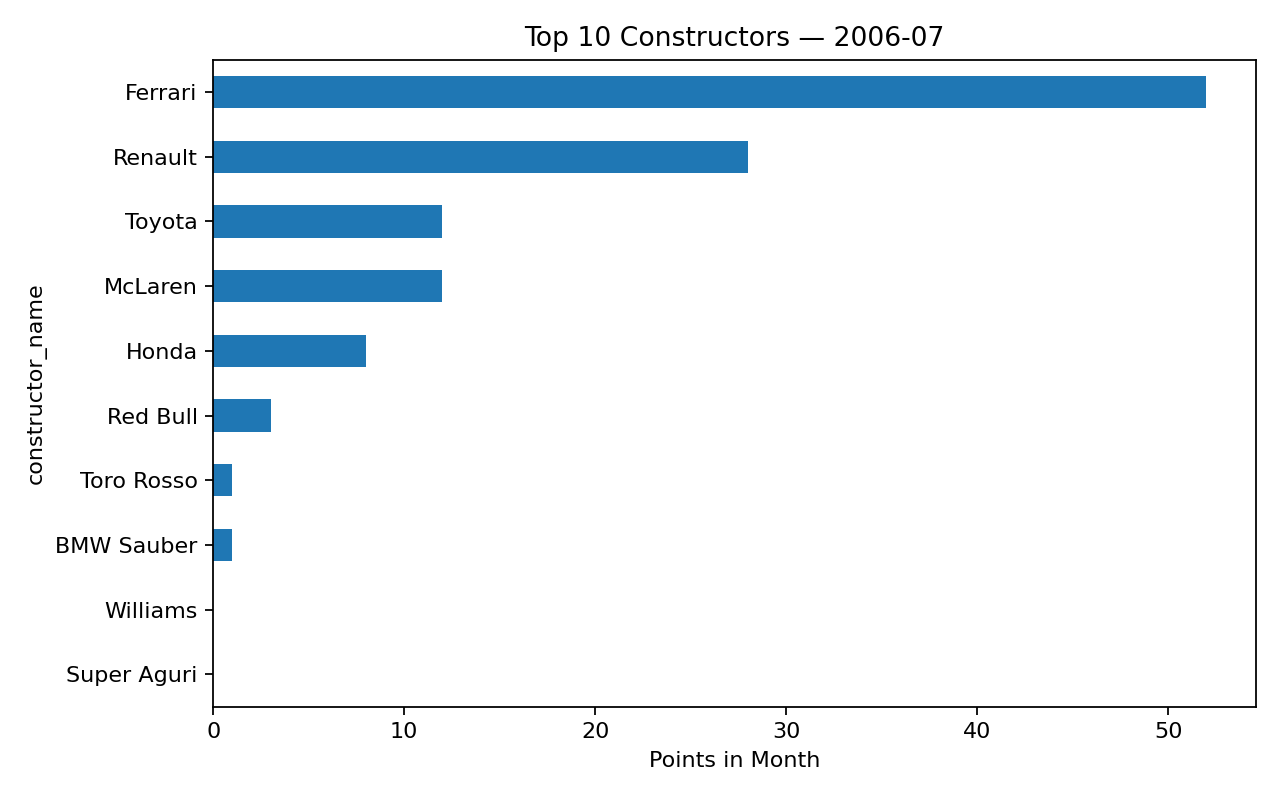 Top 10 Constructors — 2006-07
constructor_name
Ferrari
Renault
Toyota
McLaren
Honda
Red Bull
Toro Rosso
BMW Sauber
Williams
Super Aguri
0 10 20 30 40 50
Points in Month